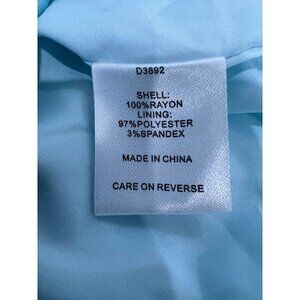 D3892
SHELL:
100%RAYON
LINING:
97%POLYESTER
3%SPANDEX
MADE IN CHINA
CARE ON REVERSE